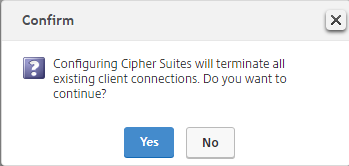 Confirm
Configuring Cipher Suites will terminate all
existing client connections. Do you want to
continue?
Yes
No